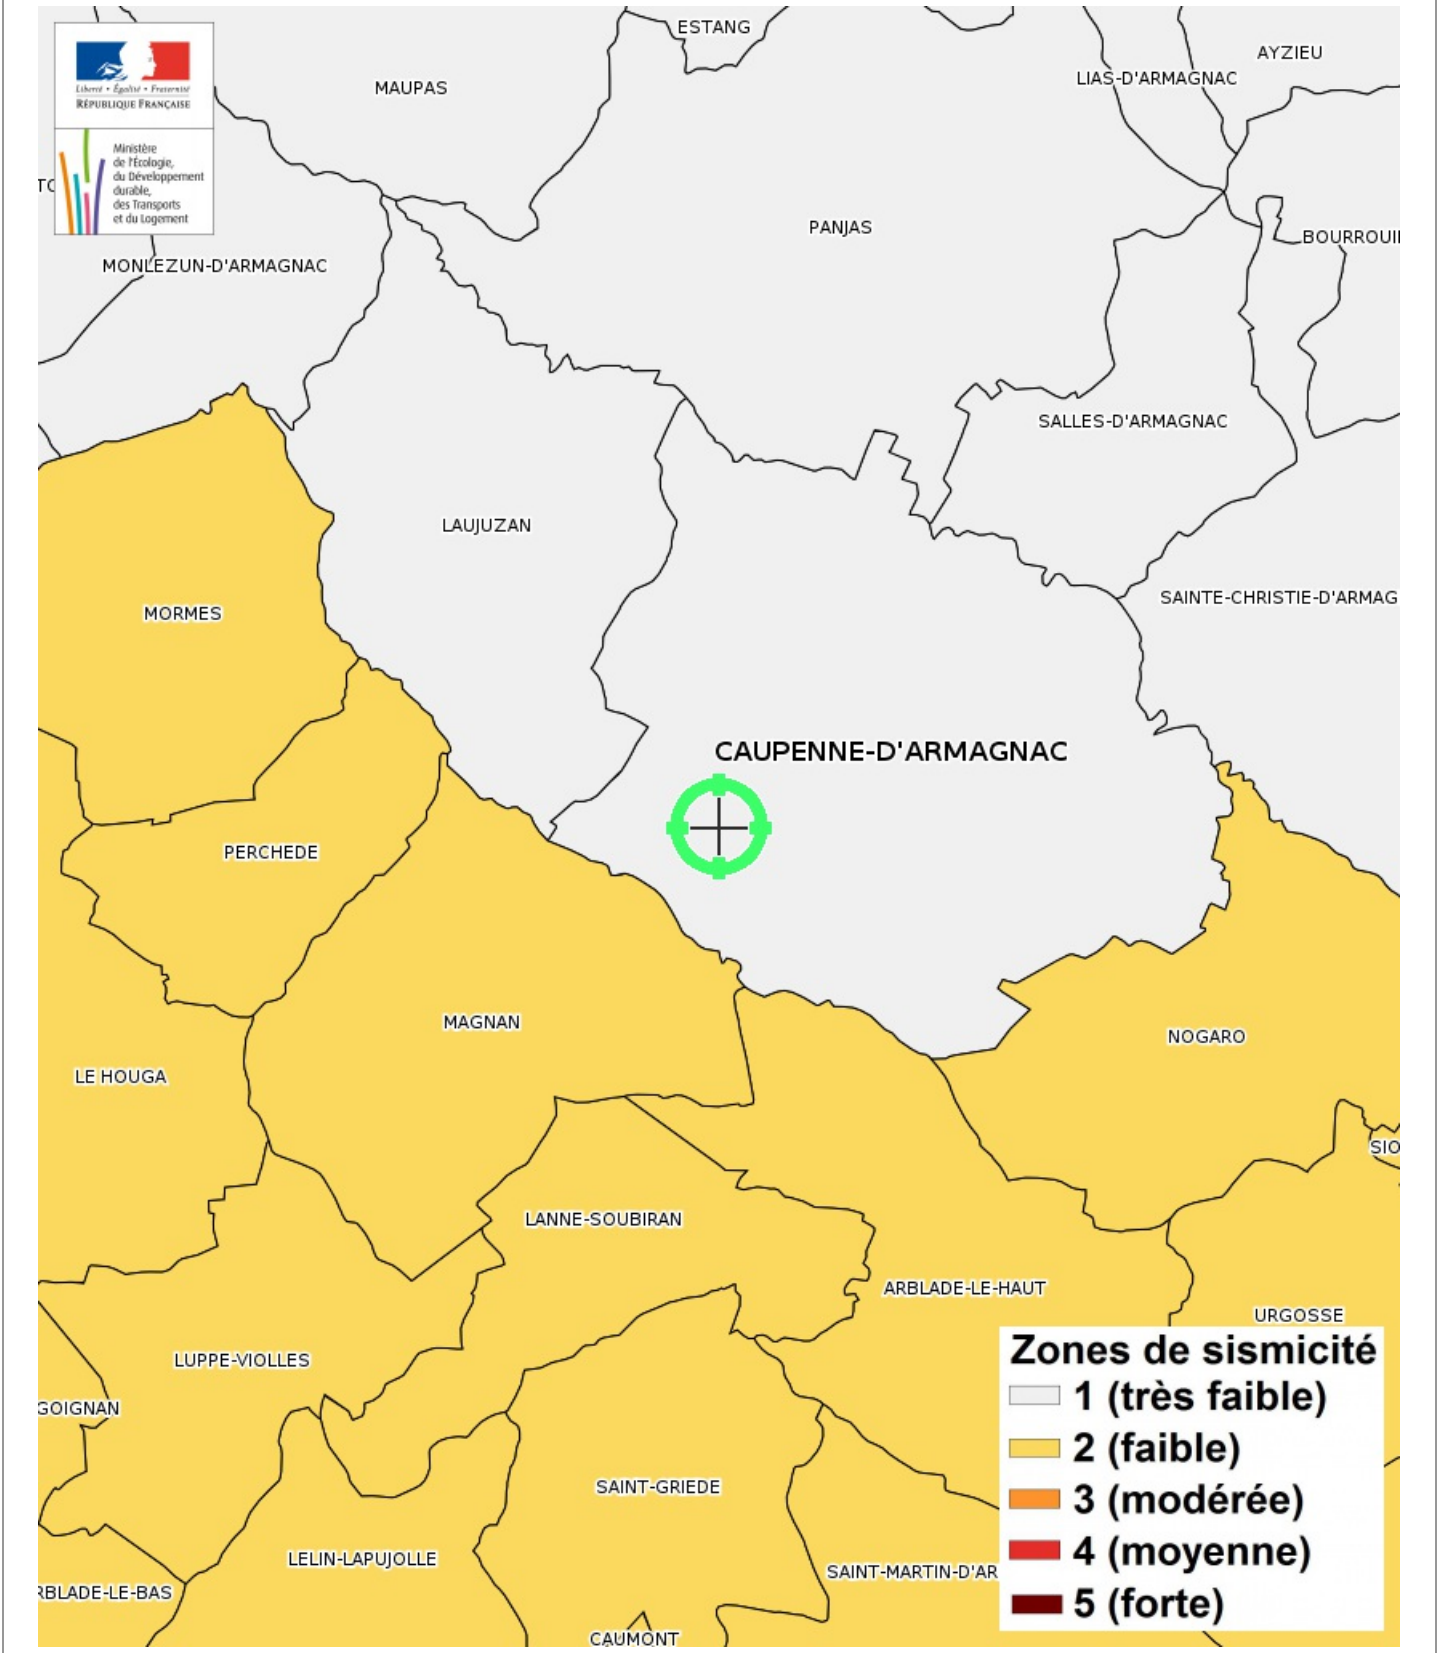 ESTANG
AYZIEU
LIAS-D'ARMAGNAC
MAUPAS
Liberté • Égalité • Fraternité
RÉPUBLIQUE FRANÇAISE
Ministère
de l'Écologie,
du Développement
durable,
des Transports
et du Logement
TO
PANJAS
BOURROUI
MONLEZUN-D'ARMAGNAC
SALLES-D'ARMAGNAC
LAUJUZAN
SAINTE-CHRISTIE-D'ARMAG
MORMES
CAUPENNE-D'ARMAGNAC
PERCHEDE
MAGNAN
NOGARO
LE HOUGA
SIO
LANNE-SOUBIRAN
ARBLADE-LE-HAUT
URGOSSE
LUPPE-VIOLLES
GOIGNAN
SAINT-GRIEDE
LELIN-LAPUJOLLE
SAINT-MARTIN-D'AR
RBLADE-LE-BAS
CAUMONT
Zones de sismicité
1 (très faible)
2 (faible)
3 (modérée)
4 (moyenne)
5 (forte)